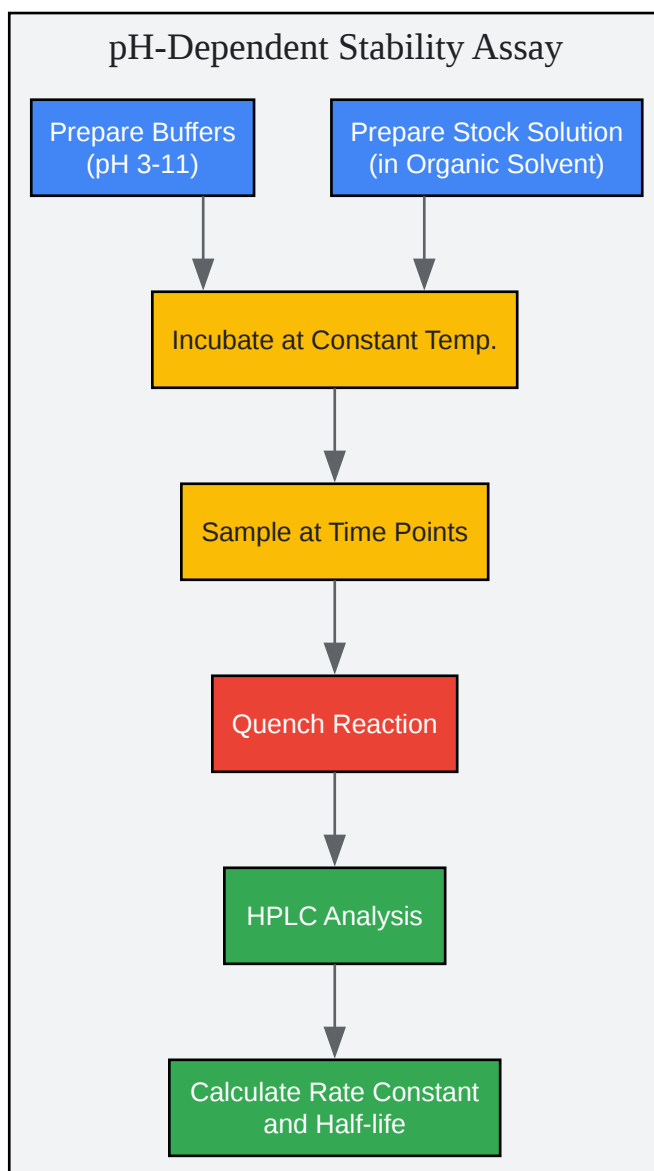 pH-Dependent Stability Assay
Prepare Buffers
(pH 3-11)
Prepare Stock Solution
(in Organic Solvent)
Incubate at Constant Temp.
Sample at Time Points
Quench Reaction
HPLC Analysis
Calculate Rate Constant
and Half-life